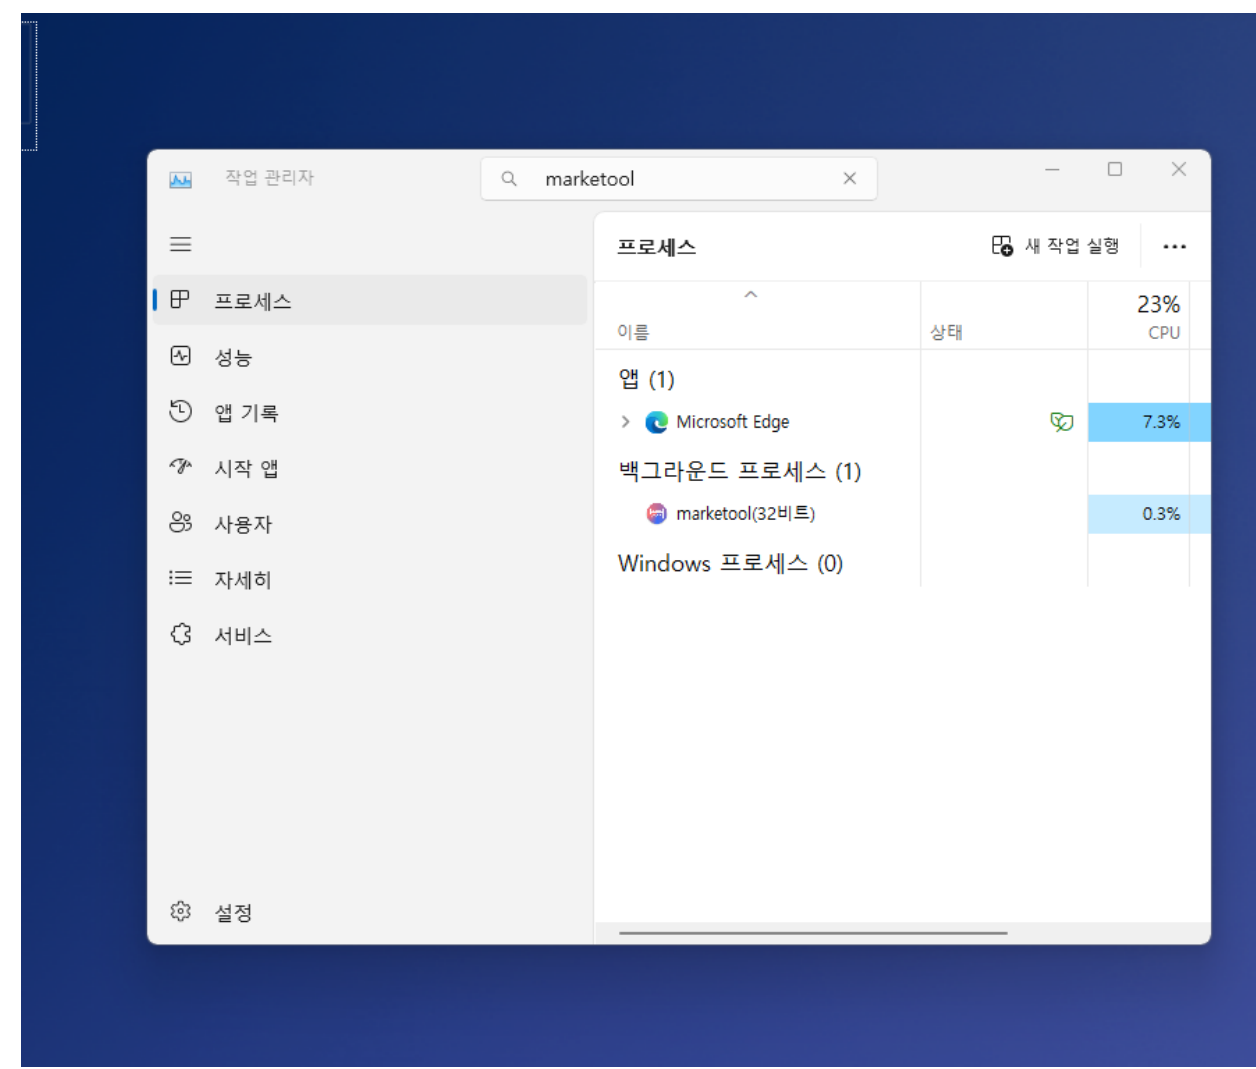 작업 관리자
marketool
프로세스
새 작업 실행
프로세스
성능
앱 기록
시작 앱
사용자
자세히
서비스
설정
23%
이름
상태
CPU
앱 (1)
Microsoft Edge
7.3%
백그라운드 프로세스 (1)
marketool(32비트)
0.3%
Windows 프로세스 (0)